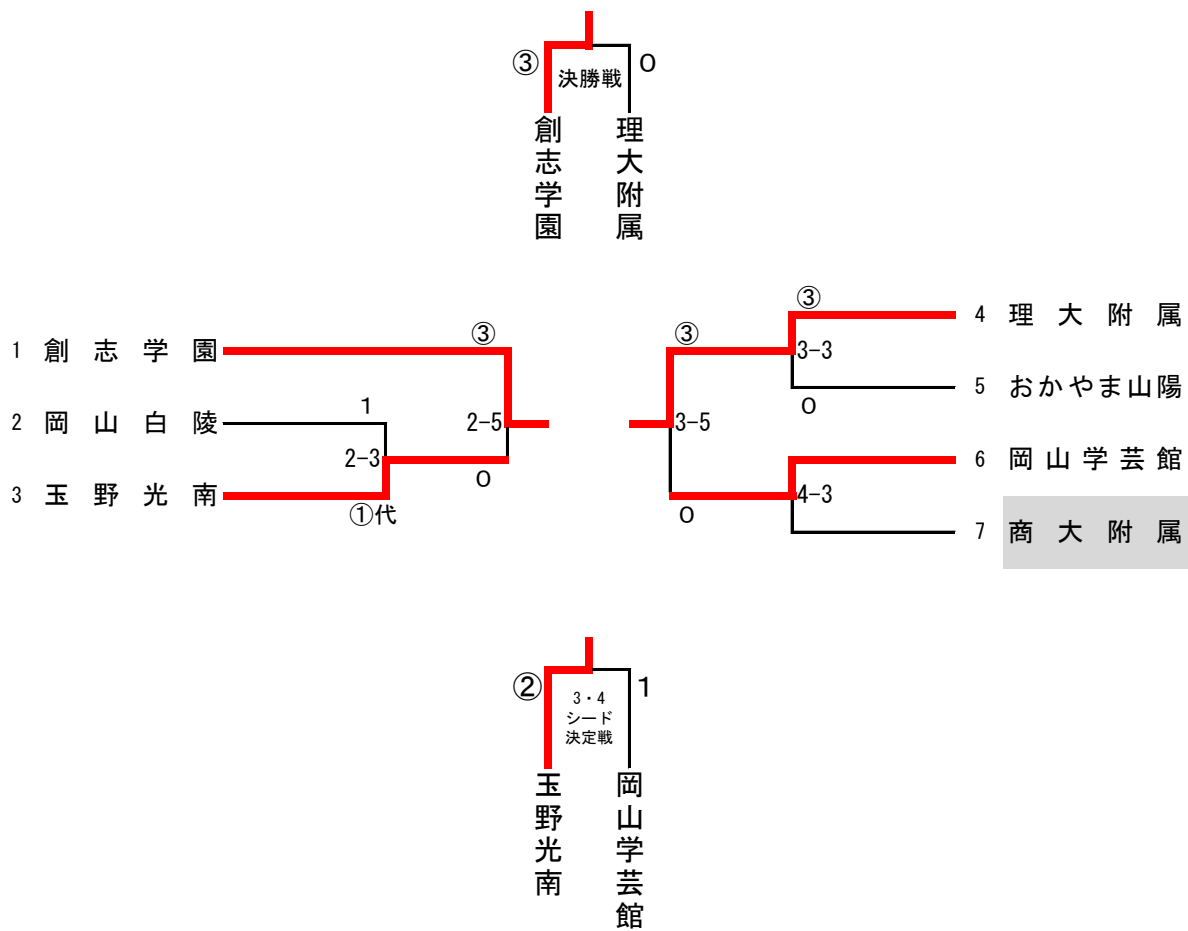 ③
0
決勝戦
創志学園
理大附属
③
4 理大附属
③
③
1 創志学園
3-3
5 おかやま山陽
0
1
2 岡山白陵
2-5
3-5
2-3
6 岡山学芸館
0
3 玉野光南
4-3
①代
0
7 商大附属
②
1
3・4
シード
決定戦
玉野光南
岡山学芸館